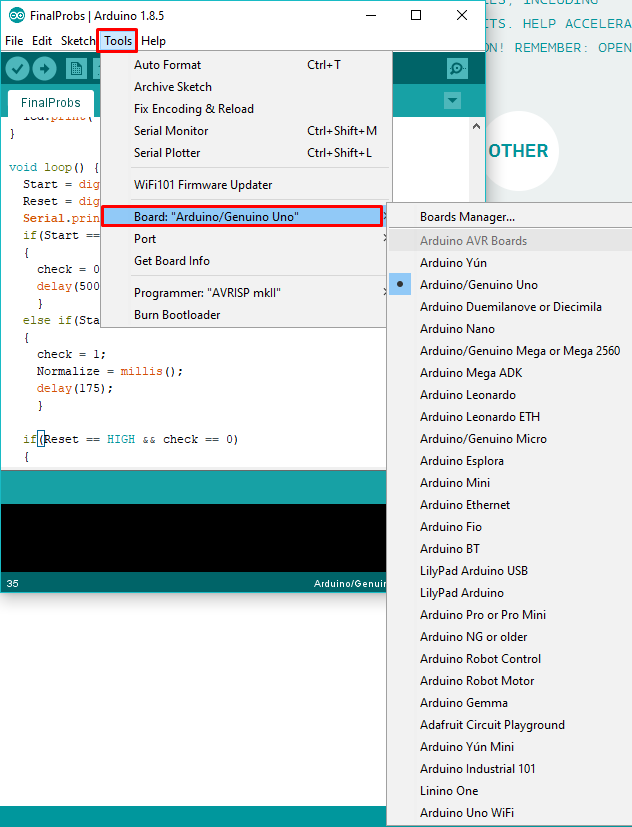 FinalProbs | Arduino 1.8.5
File Edit Sketch Tools Help
FinalProbs
}
void loop() {
Start = dig
Reset = dig
Serial.prin
if(Start ==
{
check = 0
delay(500
}
else if(Sta
{
check = 1;
Normalize = millis();
delay(175);
}
if(Reset == HIGH && check == 0)
{
35
Arduino/Genuin
Auto Format Ctrl+T
Archive Sketch
Fix Encoding & Reload
Serial Monitor Ctrl+Shift+M
Serial Plotter Ctrl+Shift+L
WiFi101 Firmware Updater
Board: "Arduino/Genuino Uno"
Port
Get Board Info
Programmer: "AVRISP mkII"
Burn Bootloader
Boards Manager...
Arduino AVR Boards
Arduino Yún
Arduino/Genuino Uno
Arduino Duemilanove or Diecimila
Arduino Nano
Arduino/Genuino Mega or Mega 2560
Arduino Mega ADK
Arduino Leonardo
Arduino Leonardo ETH
Arduino/Genuino Micro
Arduino Esplora
Arduino Mini
Arduino Ethernet
Arduino Fio
Arduino BT
LilyPad Arduino USB
LilyPad Arduino
Arduino Pro or Pro Mini
Arduino NG or older
Arduino Robot Control
Arduino Robot Motor
Arduino Gemma
Adafruit Circuit Playground
Arduino Yún Mini
Arduino Industrial 101
Linino One
Arduino Uno WiFi
INCLUDING
CTS. HELP ACCELERA
ON! REMEMBER: OPEN
OTHER